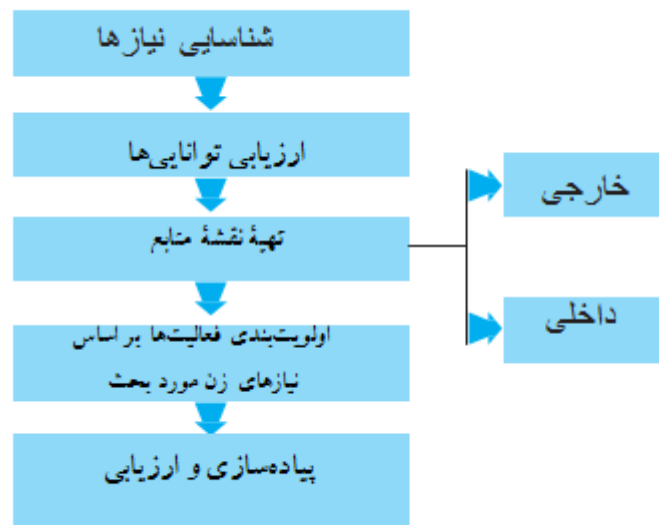 شناسایی نیازها
ارزیابی توانایی‌ها
تهیهٔ نقشهٔ منابع
خارجی
داخلی
اولویت‌بندی فعالیت‌ها بر اساس
نیازهای زن مورد بحث
پیاده‌سازی و ارزیابی